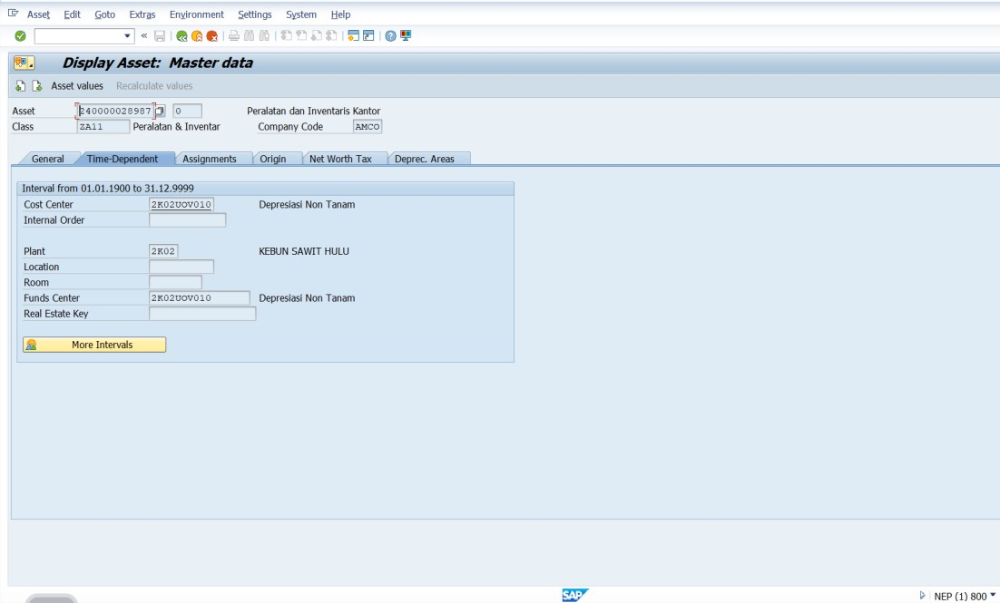 Asset Edit Goto Extras Environment Settings System Help
Display Asset: Master data
Asset values Recalculate values
Asset 240000028987 0 Peralatan dan Inventaris Kantor
Class ZA11 Peralatan & Inventar Company Code AMCO
General Time-Dependent Assignments Origin Net Worth Tax Deprec. Areas
Interval from 01.01.1900 to 31.12.9999
Cost Center 2K02UOV010 Depresiasi Non Tanam
Internal Order
Plant 2K02 KEBUN SAWIT HULU
Location
Room
Funds Center 2K02UOV010 Depresiasi Non Tanam
Real Estate Key
More Intervals
SAP NEP (1) 800